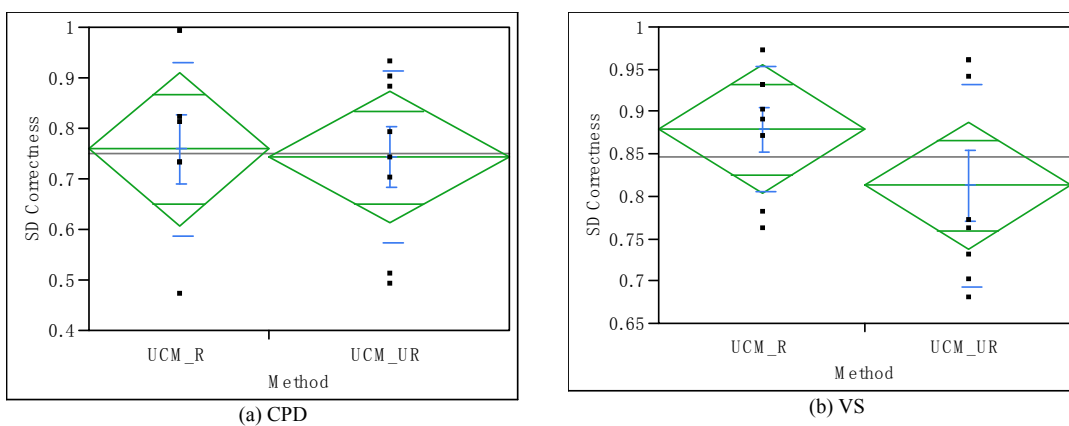 1
0.9
0.8
0.7
0.6
0.5
0.4
SD Correctness
UCM_R
UCM_UR
Method
(a) CPD
1
0.95
0.9
0.85
0.8
0.75
0.7
0.65
SD Correctness
UCM_R
UCM_UR
Method
(b) VS